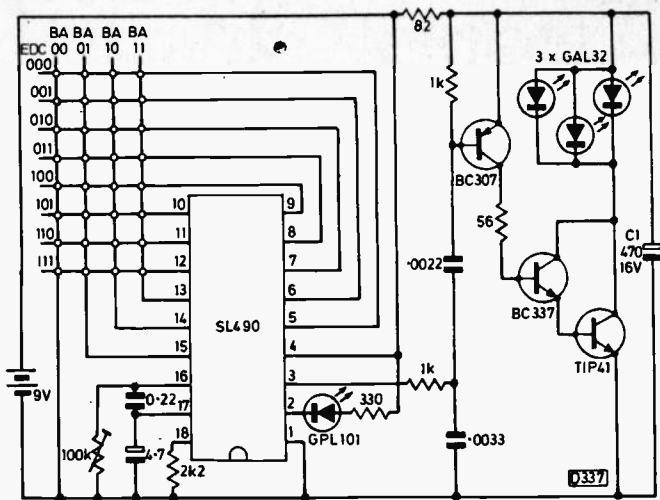 BA BA BA BA
00 01 10 11
EDC
000
001
010
011
100
101
110
111
82
1k
3 x GAL32
BC307
56
C1
470
16V
·0022
BC337
TIP41
10
11
12
13
14
15
16
17
18
9
8
7
6
5
4
3
2
1
SL490
9V
0·22
100k
4·7
2k2
GPL101
330
1k
·0033
D337